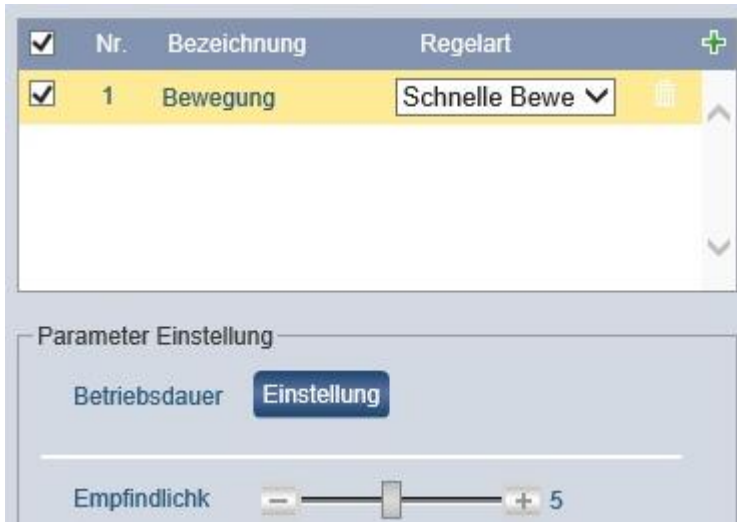 Nr. Bezeichnung Regelart
1 Bewegung Schnelle Bewe
Parameter Einstellung
Betriebsdauer Einstellung
Empfindlichk 5